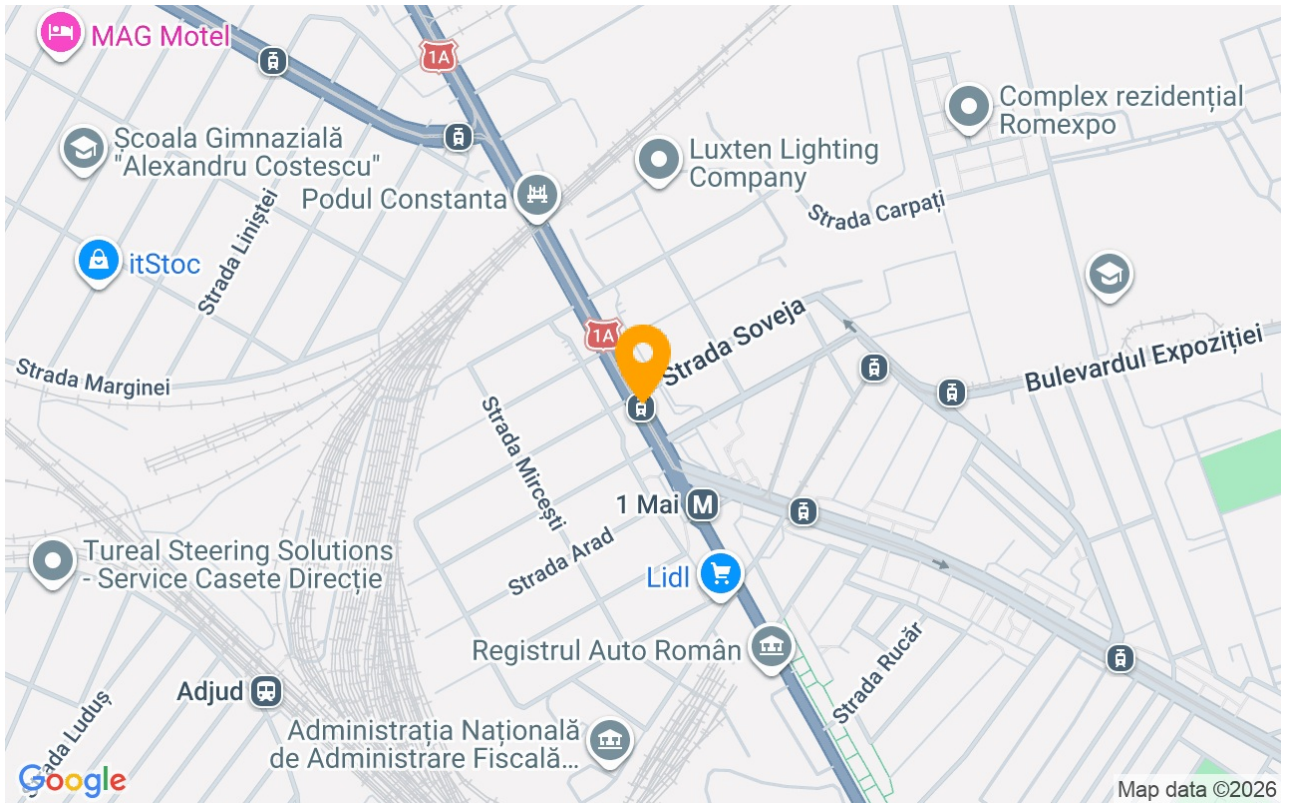 MAG Motel
1A
Complex rezidențial
Romexpo
Școala Gimnazială
"Alexandru Costescu"
Luxten Lighting
Company
Podul Constanta
Strada Carpați
Strada Liniștei
itStoc
1A
Strada Soveja
Bulevardul Expoziției
Strada Marginei
Strada Mircești
1 Mai M
Strada Arad
Tureal Steering Solutions
- Service Casete Direcție
Lidl
Registrul Auto Român
Strada Rucăr
Adjud
Administrația Națională
de Administrare Fiscală...
Strada Luduș
Google
Map data ©2026